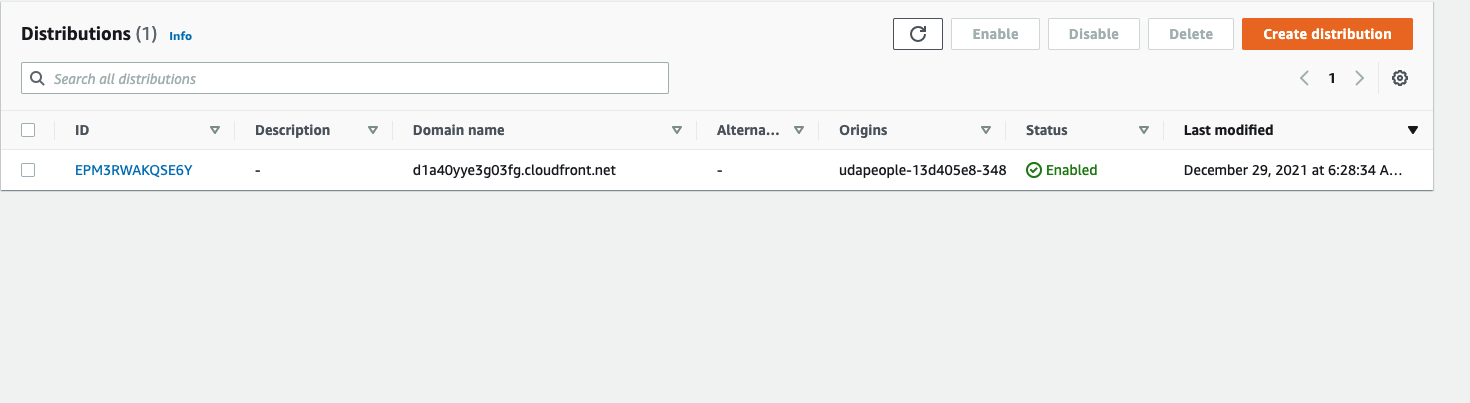 Distributions (1) Info
Enable Disable Delete Create distribution
Search all distributions
1
ID Description Domain name Alterna... Origins Status Last modified
EPM3RWAKQSE6Y - d1a40yye3g03fg.cloudfront.net - udapeople-13d405e8-348 Enabled December 29, 2021 at 6:28:34 A...